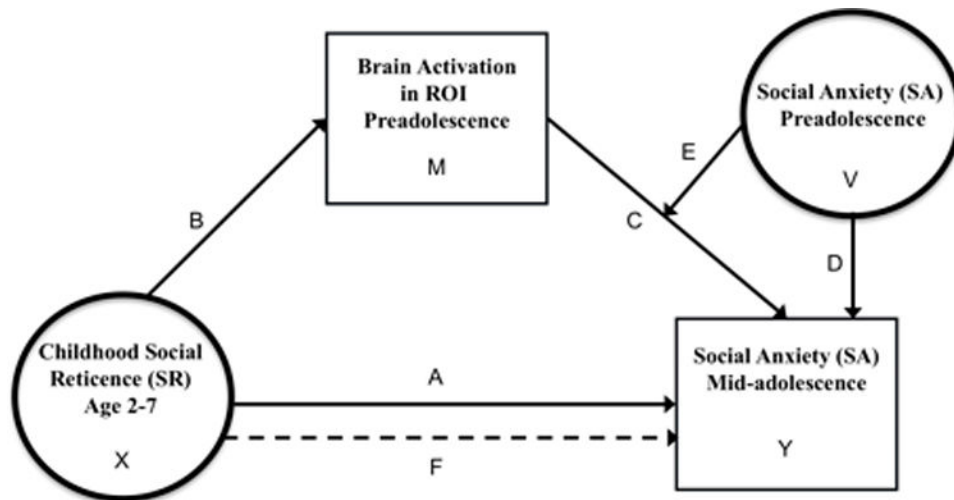 Brain Activation
in ROI
Preadolescence
M
Social Anxiety (SA)
Preadolescence
V
E
B
C
D
Childhood Social
Reticence (SR)
Age 2-7
X
A
F
Social Anxiety (SA)
Mid-adolescence
Y